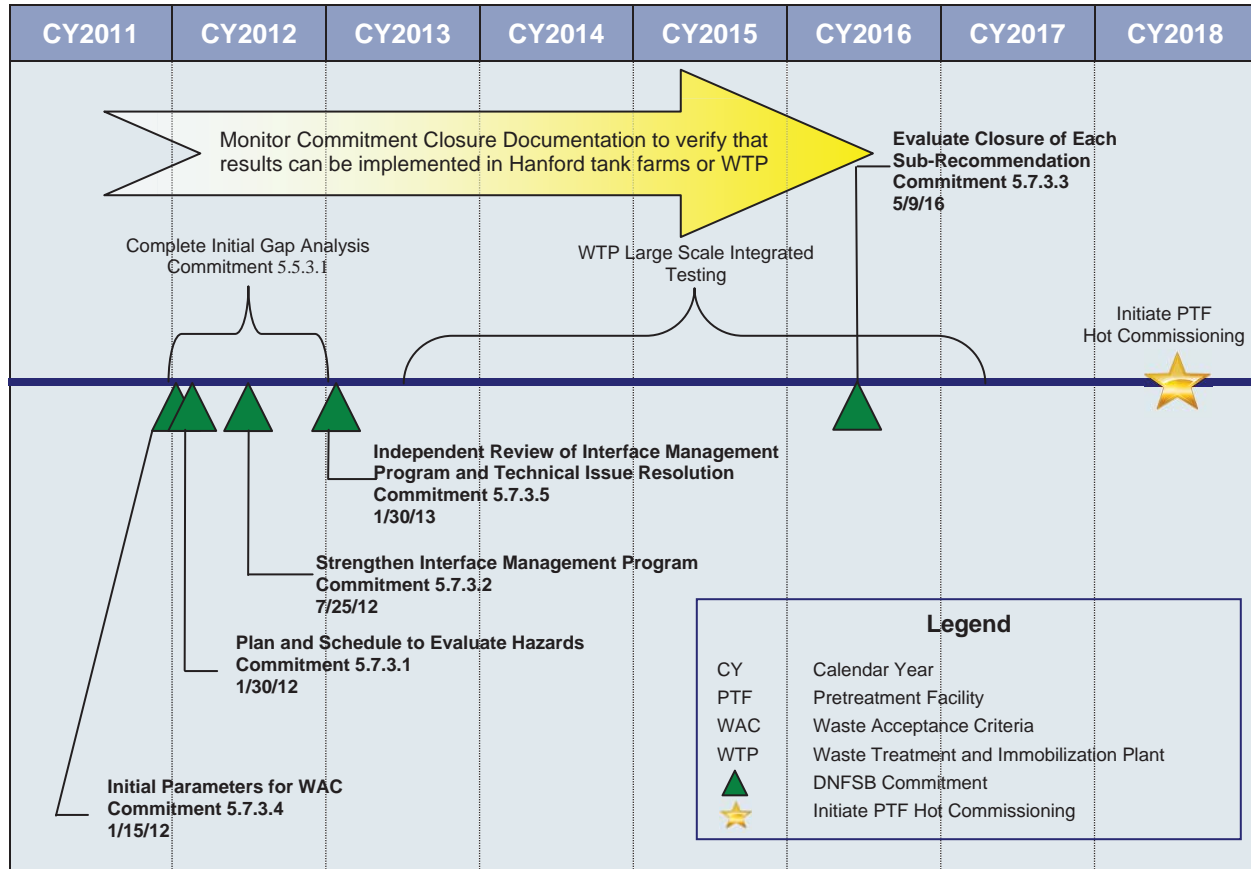 CY2011 CY2012 CY2013 CY2014 CY2015 CY2016 CY2017 CY2018
Monitor Commitment Closure Documentation to verify that
results can be implemented in Hanford tank farms or WTP
Evaluate Closure of Each
Sub-Recommendation
Commitment 5.7.3.3
5/9/16
Complete Initial Gap Analysis
Commitment 5.5.3.1
WTP Large Scale Integrated
Testing
Initiate PTF
Hot Commissioning
Independent Review of Interface Management
Program and Technical Issue Resolution
Commitment 5.7.3.5
1/30/13
Strengthen Interface Management Program
Commitment 5.7.3.2
7/25/12
Plan and Schedule to Evaluate Hazards
Commitment 5.7.3.1
1/30/12
Initial Parameters for WAC
Commitment 5.7.3.4
1/15/12
Legend
CY Calendar Year
PTF Pretreatment Facility
WAC Waste Acceptance Criteria
WTP Waste Treatment and Immobilization Plant
DNFSB Commitment
Initiate PTF Hot Commissioning